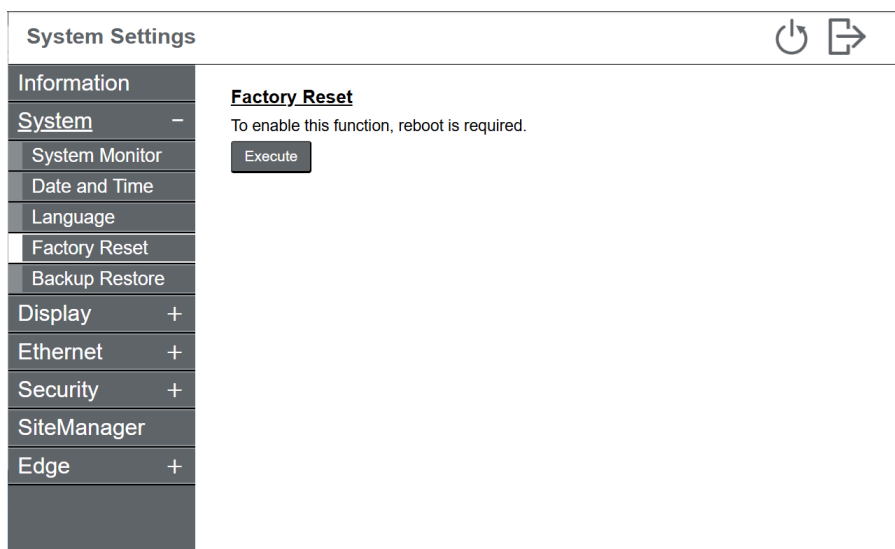 System Settings
Information
System −
System Monitor
Date and Time
Language
Factory Reset
Backup Restore
Display +
Ethernet +
Security +
SiteManager
Edge +
Factory Reset
To enable this function, reboot is required.
Execute